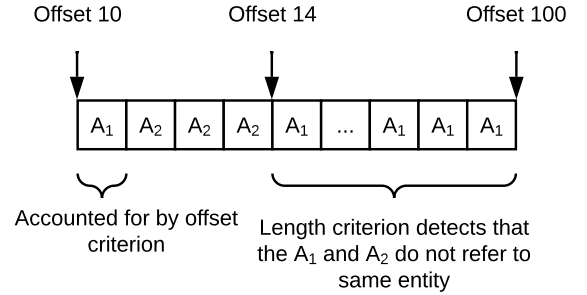 Offset 10 Offset 14 Offset 100
A₁ A₂ A₂ A₂ A₁ ... A₁ A₁ A₁
Accounted for by offset
criterion
Length criterion detects that
the A₁ and A₂ do not refer to
same entity